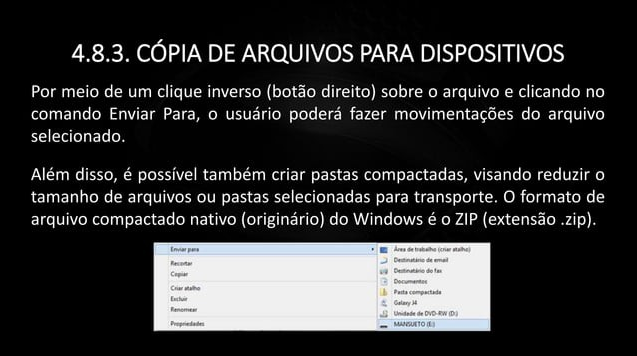 4.8.3. CÓPIA DE ARQUIVOS PARA DISPOSITIVOS
Por meio de um clique inverso (botão direito) sobre o arquivo e clicando no
comando Enviar Para, o usuário poderá fazer movimentações do arquivo
selecionado.
Além disso, é possível também criar pastas compactadas, visando reduzir o
tamanho de arquivos ou pastas selecionadas para transporte. O formato de
arquivo compactado nativo (originário) do Windows é o ZIP (extensão .zip).
Enviar para
Recortar
Copiar
Criar atalho
Excluir
Renomear
Propriedades
Área de trabalho (criar atalho)
Destinatário de email
Destinatário do fax
Documentos
Pasta compactada
Galaxy J4
Unidade de DVD-RW (D:)
MANSUETO (E:)